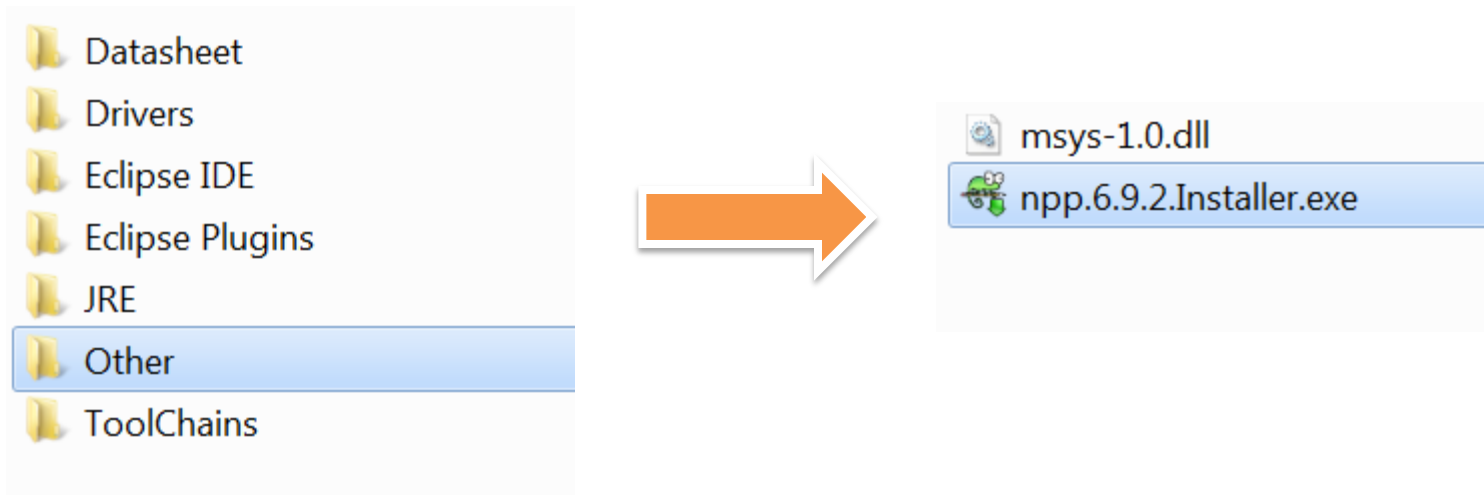 Datasheet
Drivers
Eclipse IDE
Eclipse Plugins
JRE
Other
ToolChains
msys-1.0.dll
npp.6.9.2.Installer.exe